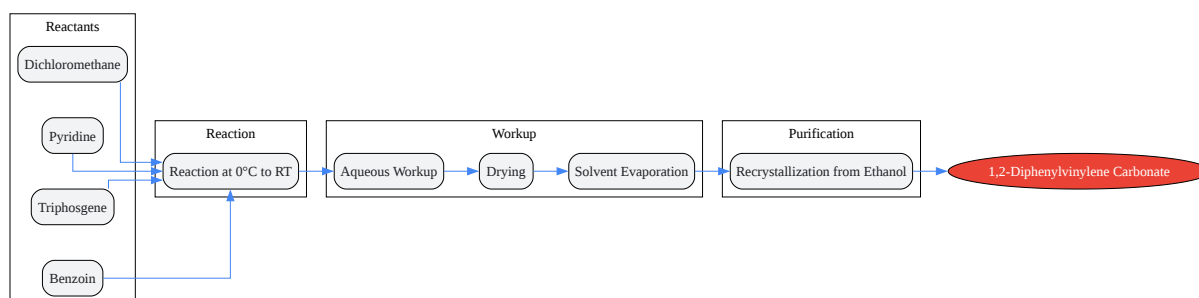 Reactants
Dichloromethane
Pyridine
Triphosgene
Benzoin
Reaction
Reaction at 0°C to RT
Workup
Aqueous Workup
Drying
Solvent Evaporation
Purification
Recrystallization from Ethanol
1,2-Diphenylvinylene Carbonate